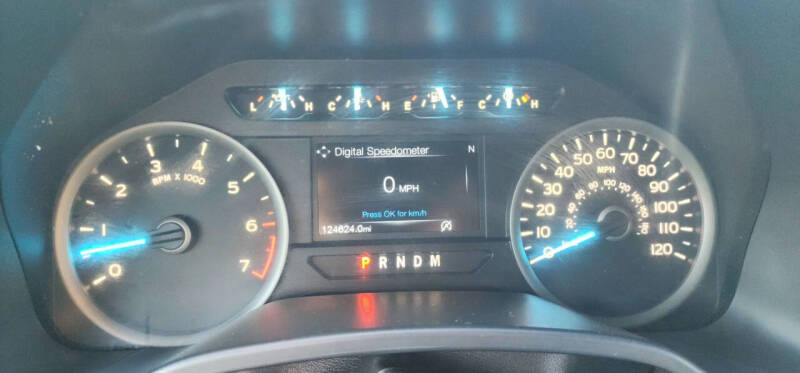 L H C H E F C H
Digital Speedometer N
0 MPH
Press OK for km/h
124624.0mi
P R N D M
0 1 2 3 4 5 6 7
RPM X 1000
0 10 20 30 40 50 60 70 80 90 100 110 120
MPH